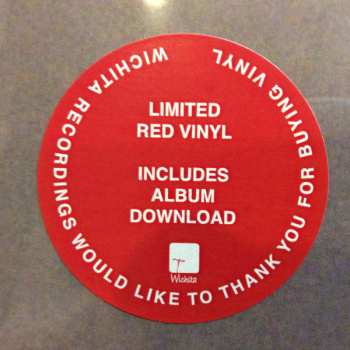 WICHITA RECORDINGS WOULD LIKE TO THANK YOU FOR BUYING VINYL
LIMITED
RED VINYL
INCLUDES
ALBUM
DOWNLOAD
Wichita